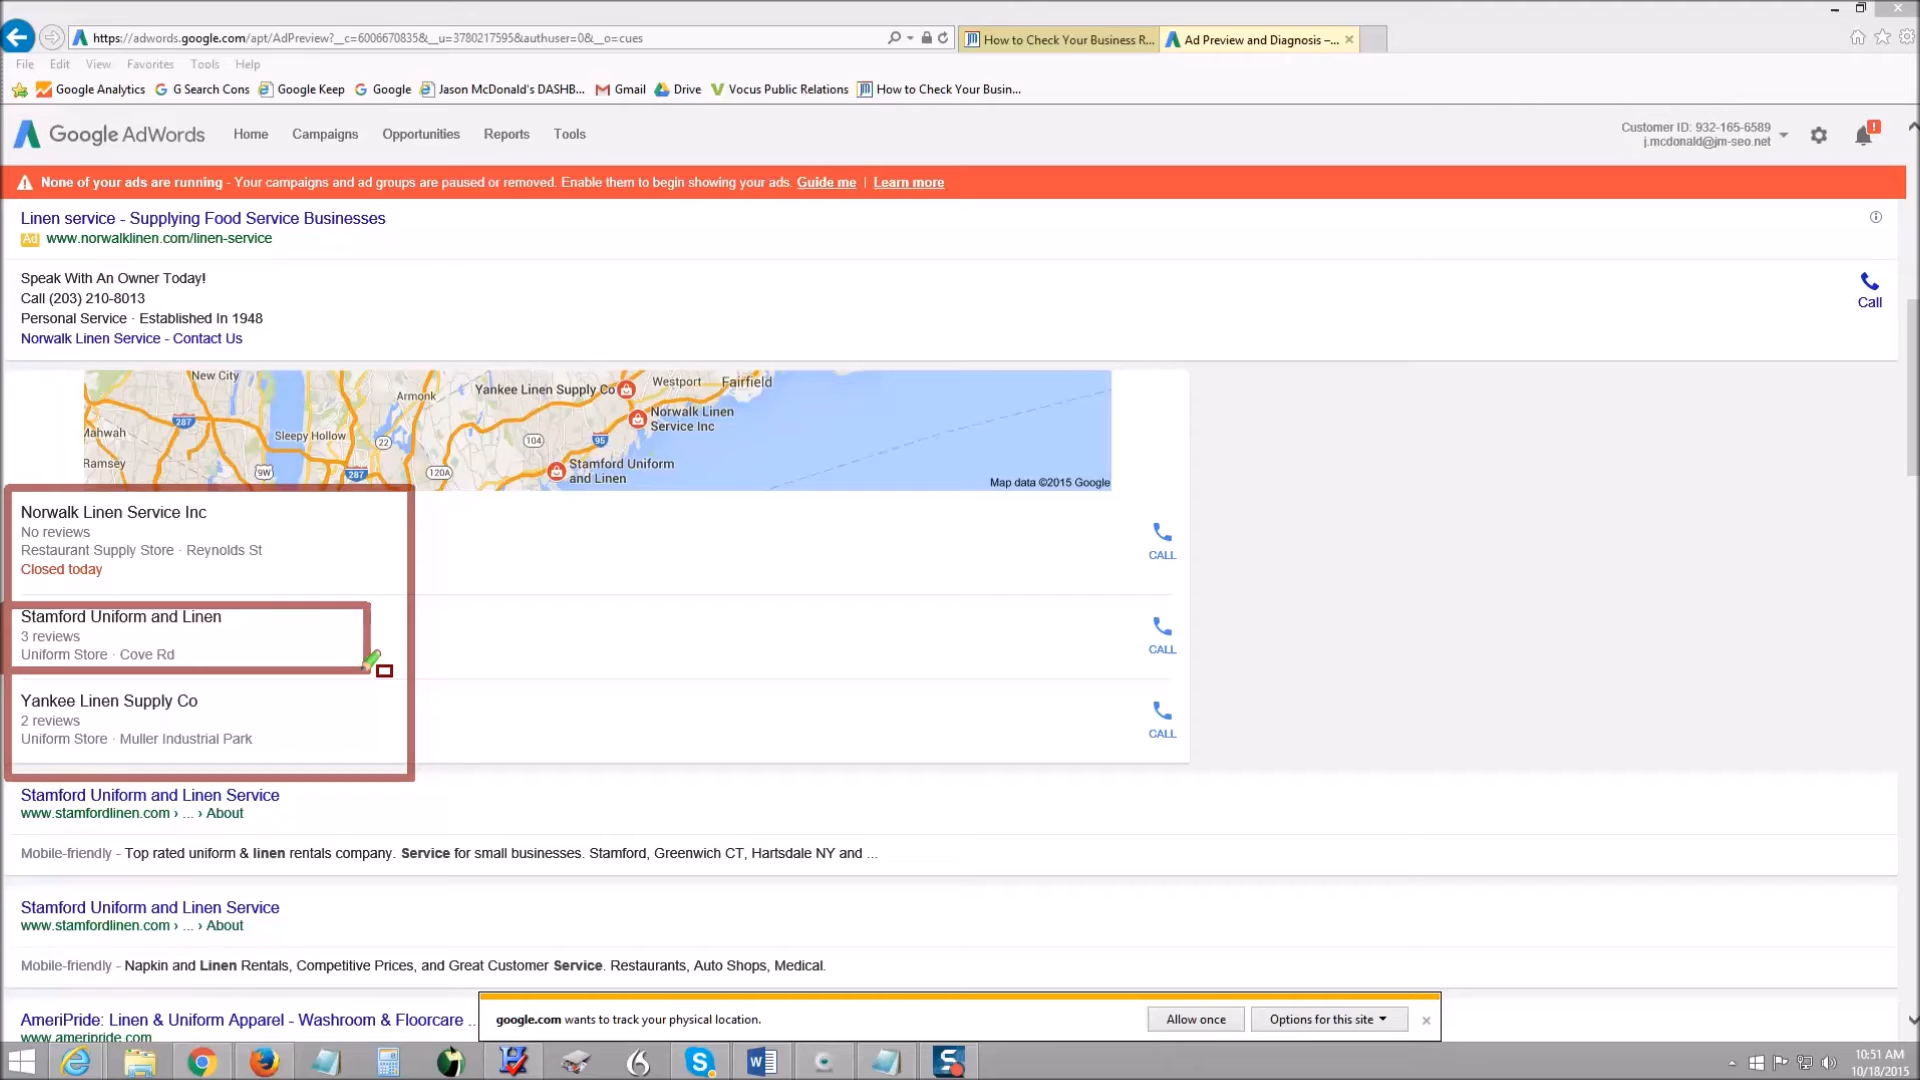 https://adwords.google.com/apt/AdPreview?__c=6006670835&__u=3780217595&authuser=0&__o=cues
How to Check Your Business R...
Ad Preview and Diagnosis –...
File Edit View Favorites Tools Help
Google Analytics G Search Cons Google Keep Google Jason McDonald's DASHB... Gmail Drive Vocus Public Relations How to Check Your Busin...
Google AdWords Home Campaigns Opportunities Reports Tools
Customer ID: 932-165-6589
j.mcdonald@jm-seo.net
None of your ads are running - Your campaigns and ad groups are paused or removed. Enable them to begin showing your ads. Guide me | Learn more
Linen service - Supplying Food Service Businesses
Ad www.norwalklinen.com/linen-service
Speak With An Owner Today!
Call (203) 210-8013
Personal Service · Established In 1948
Norwalk Linen Service - Contact Us
Call
New City
Armonk
Yankee Linen Supply Co
Westport
Fairfield
Norwalk Linen
Service Inc
287
Mahwah
Sleepy Hollow
22
104
95
Ramsey
9W
287
120A
Stamford Uniform
and Linen
Map data ©2015 Google
Norwalk Linen Service Inc
No reviews
Restaurant Supply Store · Reynolds St
Closed today
CALL
Stamford Uniform and Linen
3 reviews
Uniform Store · Cove Rd
CALL
Yankee Linen Supply Co
2 reviews
Uniform Store · Muller Industrial Park
CALL
Stamford Uniform and Linen Service
www.stamfordlinen.com › ... › About
Mobile-friendly - Top rated uniform & linen rentals company. Service for small businesses. Stamford, Greenwich CT, Hartsdale NY and ...
Stamford Uniform and Linen Service
www.stamfordlinen.com › ... › About
Mobile-friendly - Napkin and Linen Rentals, Competitive Prices, and Great Customer Service. Restaurants, Auto Shops, Medical.
AmeriPride: Linen & Uniform Apparel - Washroom & Floorcare ...
www.ameripride.com
google.com wants to track your physical location.
Allow once
Options for this site
10:51 AM
10/18/2015